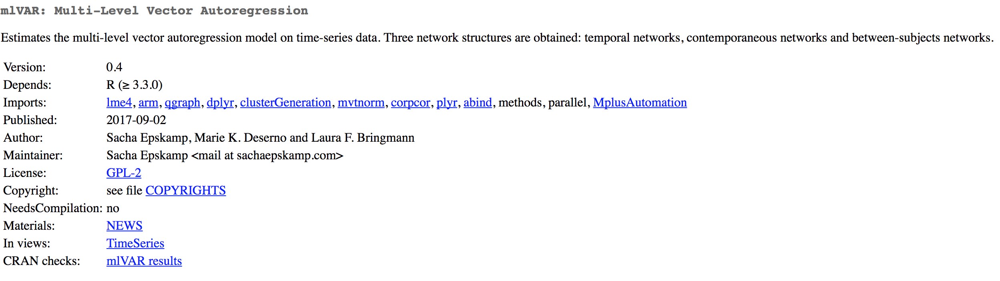 mlVAR: Multi-Level Vector Autoregression
Estimates the multi-level vector autoregression model on time-series data. Three network structures are obtained: temporal networks, contemporaneous networks and between-subjects networks.
Version: 0.4
Depends: R (≥ 3.3.0)
Imports: lme4, arm, qgraph, dplyr, clusterGeneration, mvtnorm, corpcor, plyr, abind, methods, parallel, MplusAutomation
Published: 2017-09-02
Author: Sacha Epskamp, Marie K. Deserno and Laura F. Bringmann
Maintainer: Sacha Epskamp <mail at sachaepskamp.com>
License: GPL-2
Copyright: see file COPYRIGHTS
NeedsCompilation: no
Materials: NEWS
In views: TimeSeries
CRAN checks: mlVAR results